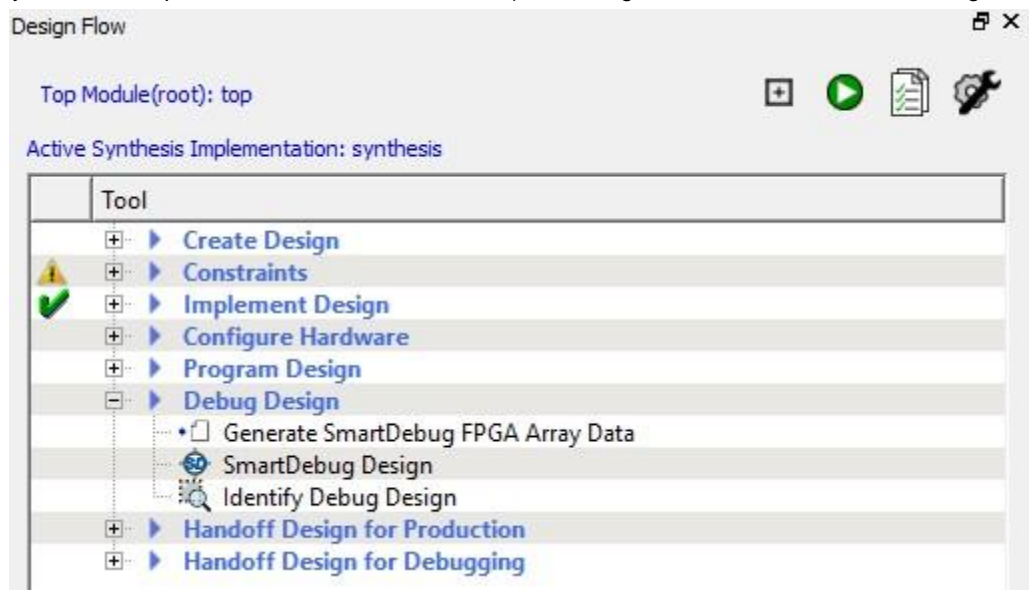 Design Flow
Top Module(root): top
Active Synthesis Implementation: synthesis
Tool
Create Design
Constraints
Implement Design
Configure Hardware
Program Design
Debug Design
Generate SmartDebug FPGA Array Data
SD SmartDebug Design
Identify Debug Design
Handoff Design for Production
Handoff Design for Debugging